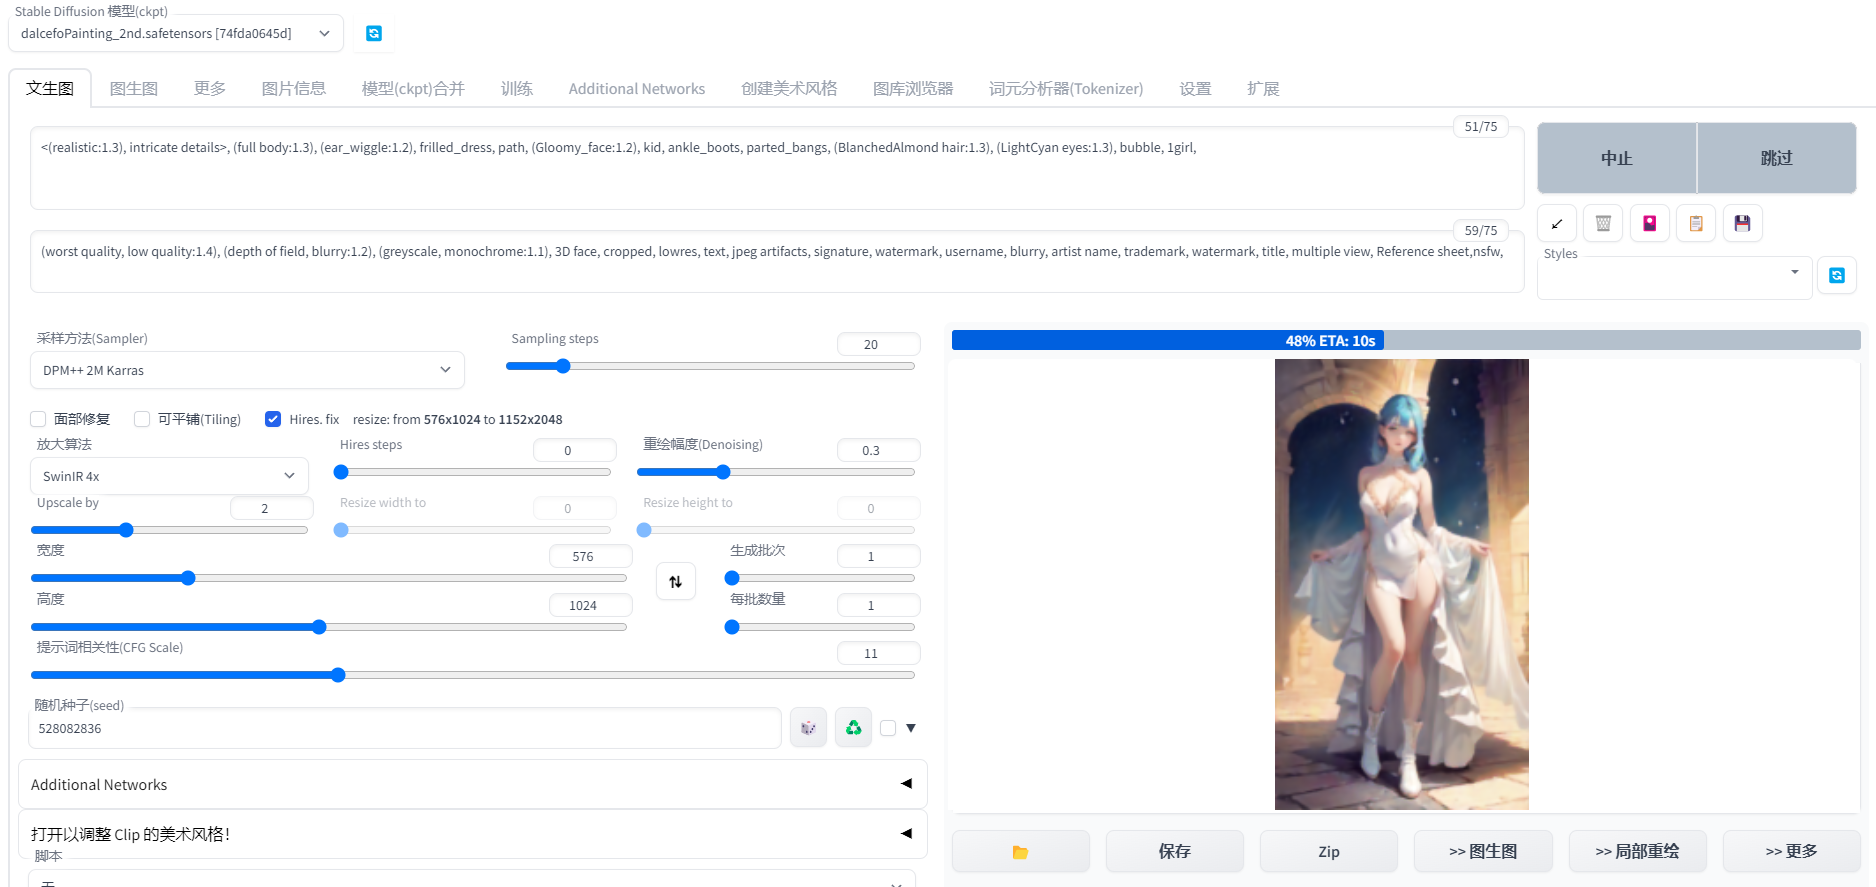 Stable Diffusion 模型(ckpt)
dalcefoPainting_2nd.safetensors [74fda0645d]
文生图 图生图 更多 图片信息 模型(ckpt)合并 训练 Additional Networks 创建美术风格 图库浏览器 词元分析器(Tokenizer) 设置 扩展
51/75
<(realistic:1.3), intricate details>, (full body:1.3), (ear_wiggle:1.2), frilled_dress, path, (Gloomy_face:1.2), kid, ankle_boots, parted_bangs, (BlanchedAlmond hair:1.3), (LightCyan eyes:1.3), bubble, 1girl,
中止 跳过
59/75
(worst quality, low quality:1.4), (depth of field, blurry:1.2), (greyscale, monochrome:1.1), 3D face, cropped, lowres, text, jpeg artifacts, signature, watermark, username, blurry, artist name, trademark, watermark, title, multiple view, Reference sheet,nsfw,
Styles
采样方法(Sampler)
DPM++ 2M Karras
Sampling steps 20
面部修复 可平铺(Tiling) Hires. fix resize: from 576x1024 to 1152x2048
放大算法
SwinIR 4x
Hires steps 0
重绘幅度(Denoising) 0.3
Upscale by 2
Resize width to 0
Resize height to 0
宽度 576
高度 1024
生成批次 1
每批数量 1
提示词相关性(CFG Scale) 11
随机种子(seed)
528082836
▼
Additional Networks ◀
打开以调整 Clip 的美术风格! ◀
脚本
48% ETA: 10s
保存 Zip >> 图生图 >> 局部重绘 >> 更多